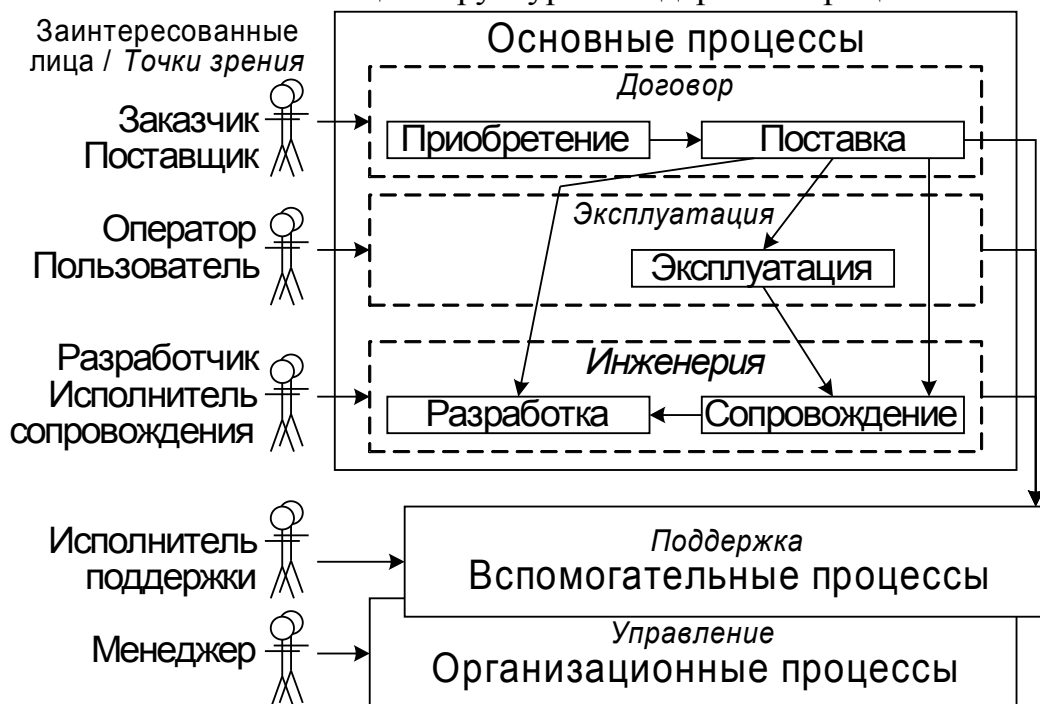 Заинтересованные
лица / Точки зрения
Основные процессы
Договор
Заказчик
Поставщик
Приобретение
Поставка
Эксплуатация
Оператор
Пользователь
Эксплуатация
Разработчик
Исполнитель
сопровождения
Инженерия
Разработка
Сопровождение
Исполнитель
поддержки
Поддержка
Вспомогательные процессы
Менеджер
Управление
Организационные процессы